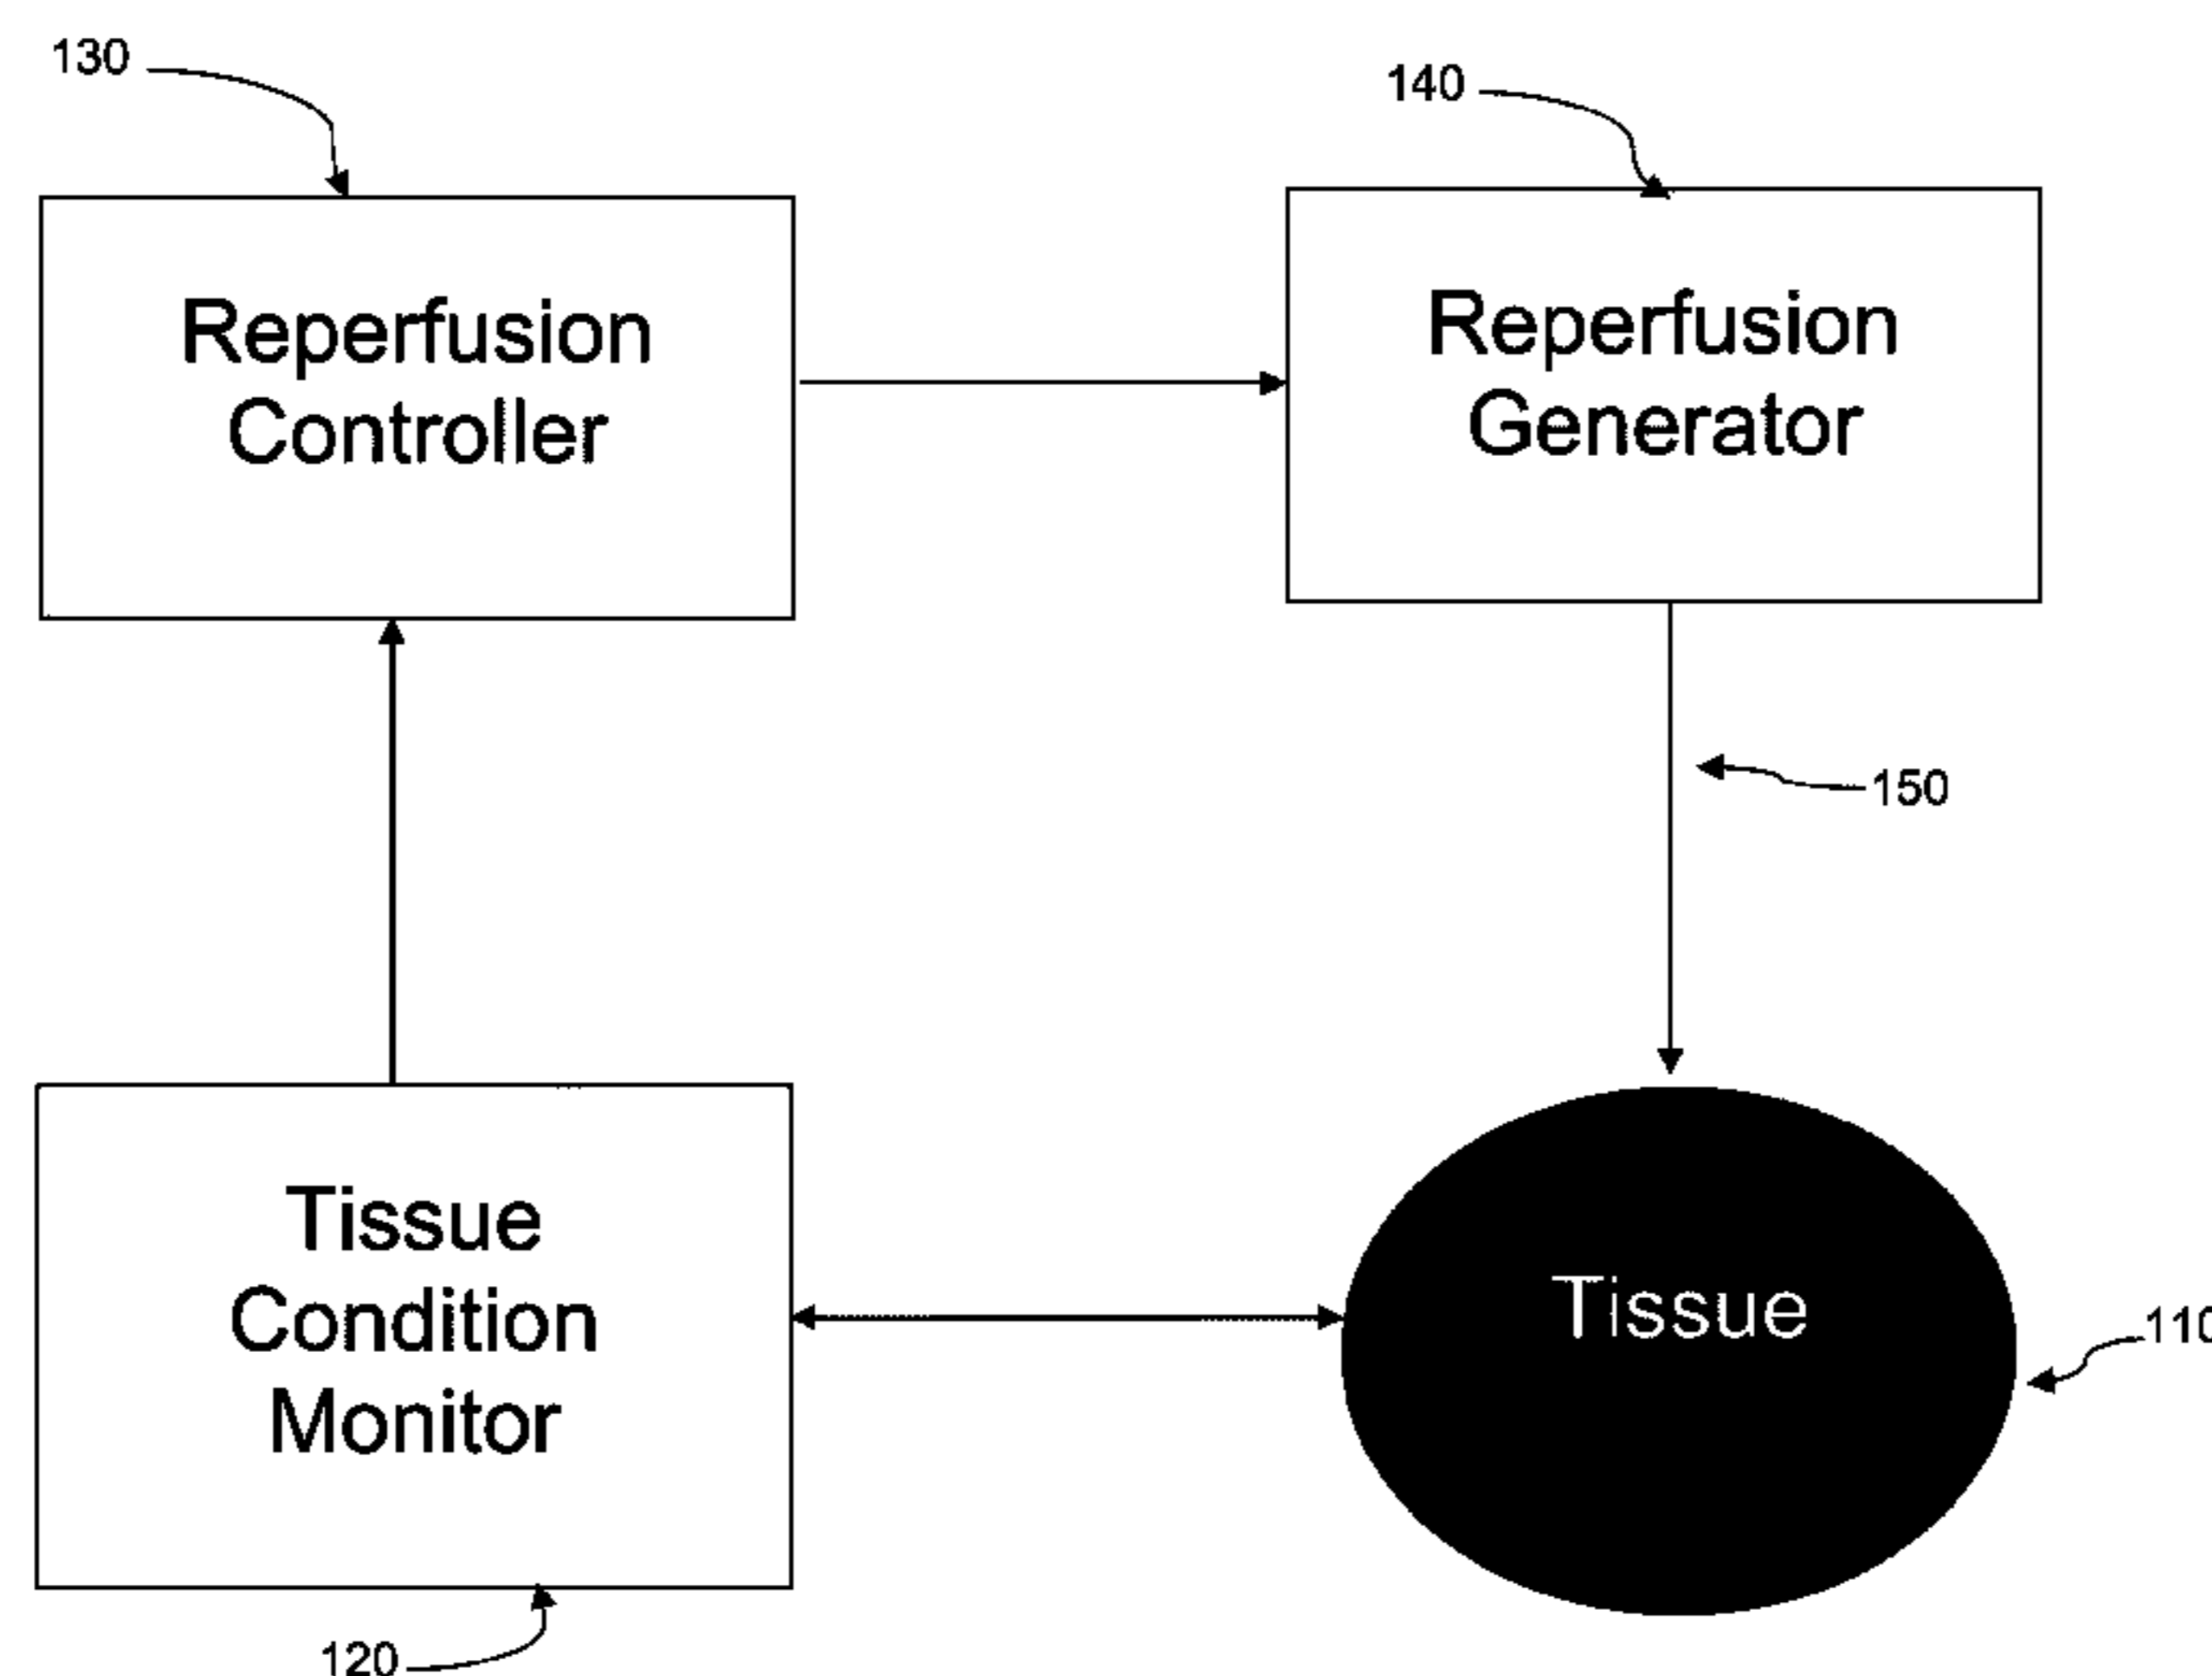 130
140
Reperfusion
Controller
Reperfusion
Generator
150
Tissue
Condition
Monitor
Tissue
110
120